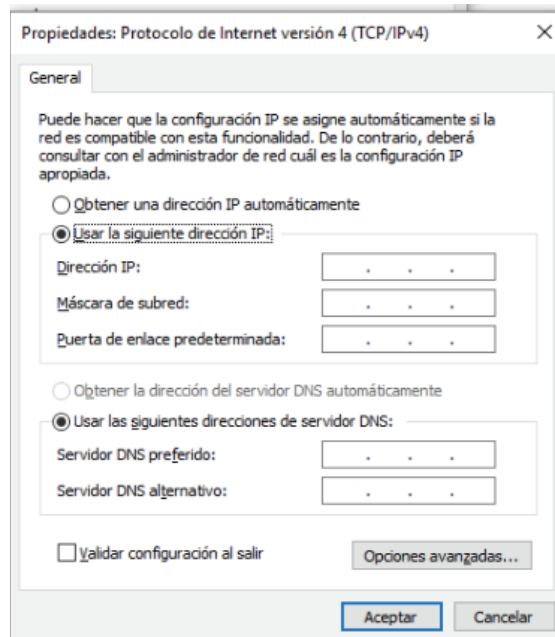 Propiedades: Protocolo de Internet versión 4 (TCP/IPv4)
General
Puede hacer que la configuración IP se asigne automáticamente si la
red es compatible con esta funcionalidad. De lo contrario, deberá
consultar con el administrador de red cuál es la configuración IP
apropiada.
Obtener una dirección IP automáticamente
Usar la siguiente dirección IP:
Dirección IP:
Máscara de subred:
Puerta de enlace predeterminada:
Obtener la dirección del servidor DNS automáticamente
Usar las siguientes direcciones de servidor DNS:
Servidor DNS preferido:
Servidor DNS alternativo:
Validar configuración al salir
Opciones avanzadas...
Aceptar
Cancelar